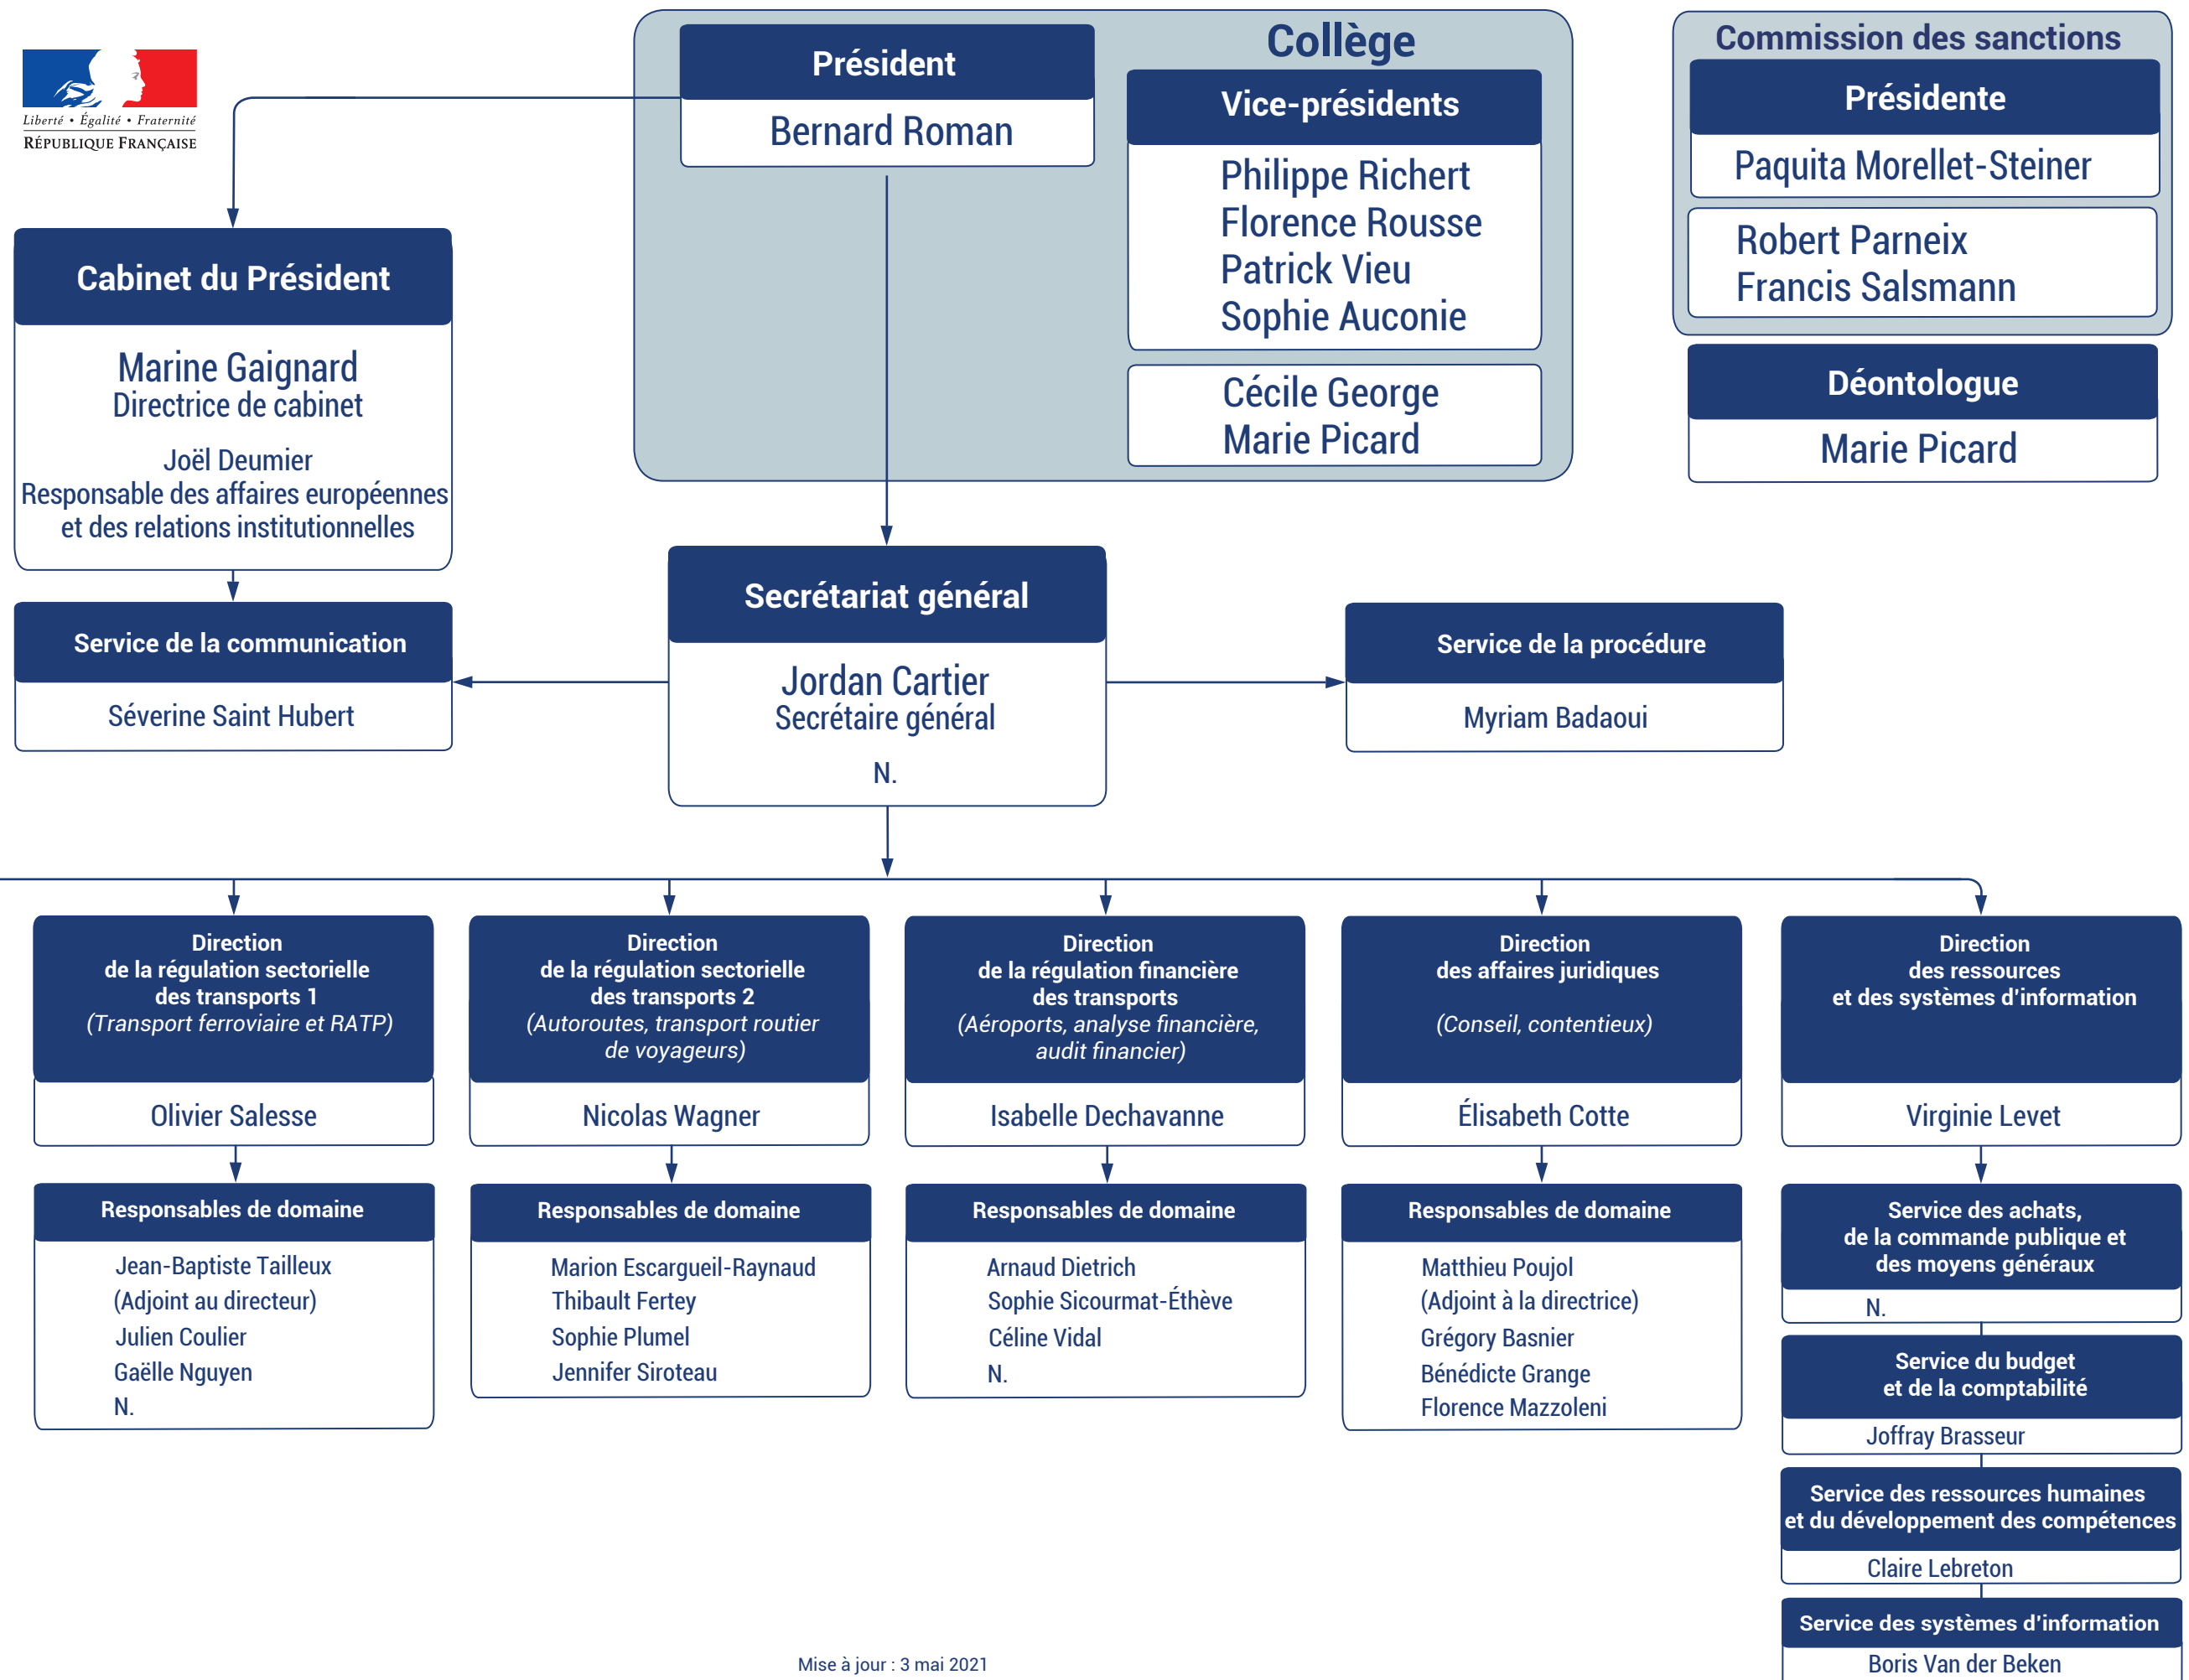 Liberté • Égalité • Fraternité
RÉPUBLIQUE FRANÇAISE
Collège
Président
Bernard Roman
Vice-présidents
Philippe Richert
Florence Rousse
Patrick Vieu
Sophie Auconie
Cécile George
Marie Picard
Commission des sanctions
Présidente
Paquita Morellet-Steiner
Robert Parneix
Francis Salsmann
Déontologue
Marie Picard
Cabinet du Président
Marine Gaignard
Directrice de cabinet
Joël Deumier
Responsable des affaires européennes
et des relations institutionnelles
Service de la communication
Séverine Saint Hubert
Secrétariat général
Jordan Cartier
Secrétaire général
N.
Service de la procédure
Myriam Badaoui
Direction
de la régulation sectorielle
des transports 1
(Transport ferroviaire et RATP)
Olivier Salesse
Responsables de domaine
Jean-Baptiste Tailleux
(Adjoint au directeur)
Julien Coulier
Gaëlle Nguyen
N.
Direction
de la régulation sectorielle
des transports 2
(Autoroutes, transport routier
de voyageurs)
Nicolas Wagner
Responsables de domaine
Marion Escargueil-Raynaud
Thibault Fertey
Sophie Plumel
Jennifer Siroteau
Direction
de la régulation financière
des transports
(Aéroports, analyse financière,
audit financier)
Isabelle Dechavanne
Responsables de domaine
Arnaud Dietrich
Sophie Sicourmat-Éthève
Céline Vidal
N.
Direction
des affaires juridiques
(Conseil, contentieux)
Élisabeth Cotte
Responsables de domaine
Matthieu Poujol
(Adjoint à la directrice)
Grégory Basnier
Bénédicte Grange
Florence Mazzoleni
Direction
des ressources
et des systèmes d'information
Virginie Levet
Service des achats,
de la commande publique et
des moyens généraux
N.
Service du budget
et de la comptabilité
Joffray Brasseur
Service des ressources humaines
et du développement des compétences
Claire Lebreton
Service des systèmes d'information
Boris Van der Beken
Mise à jour : 3 mai 2021